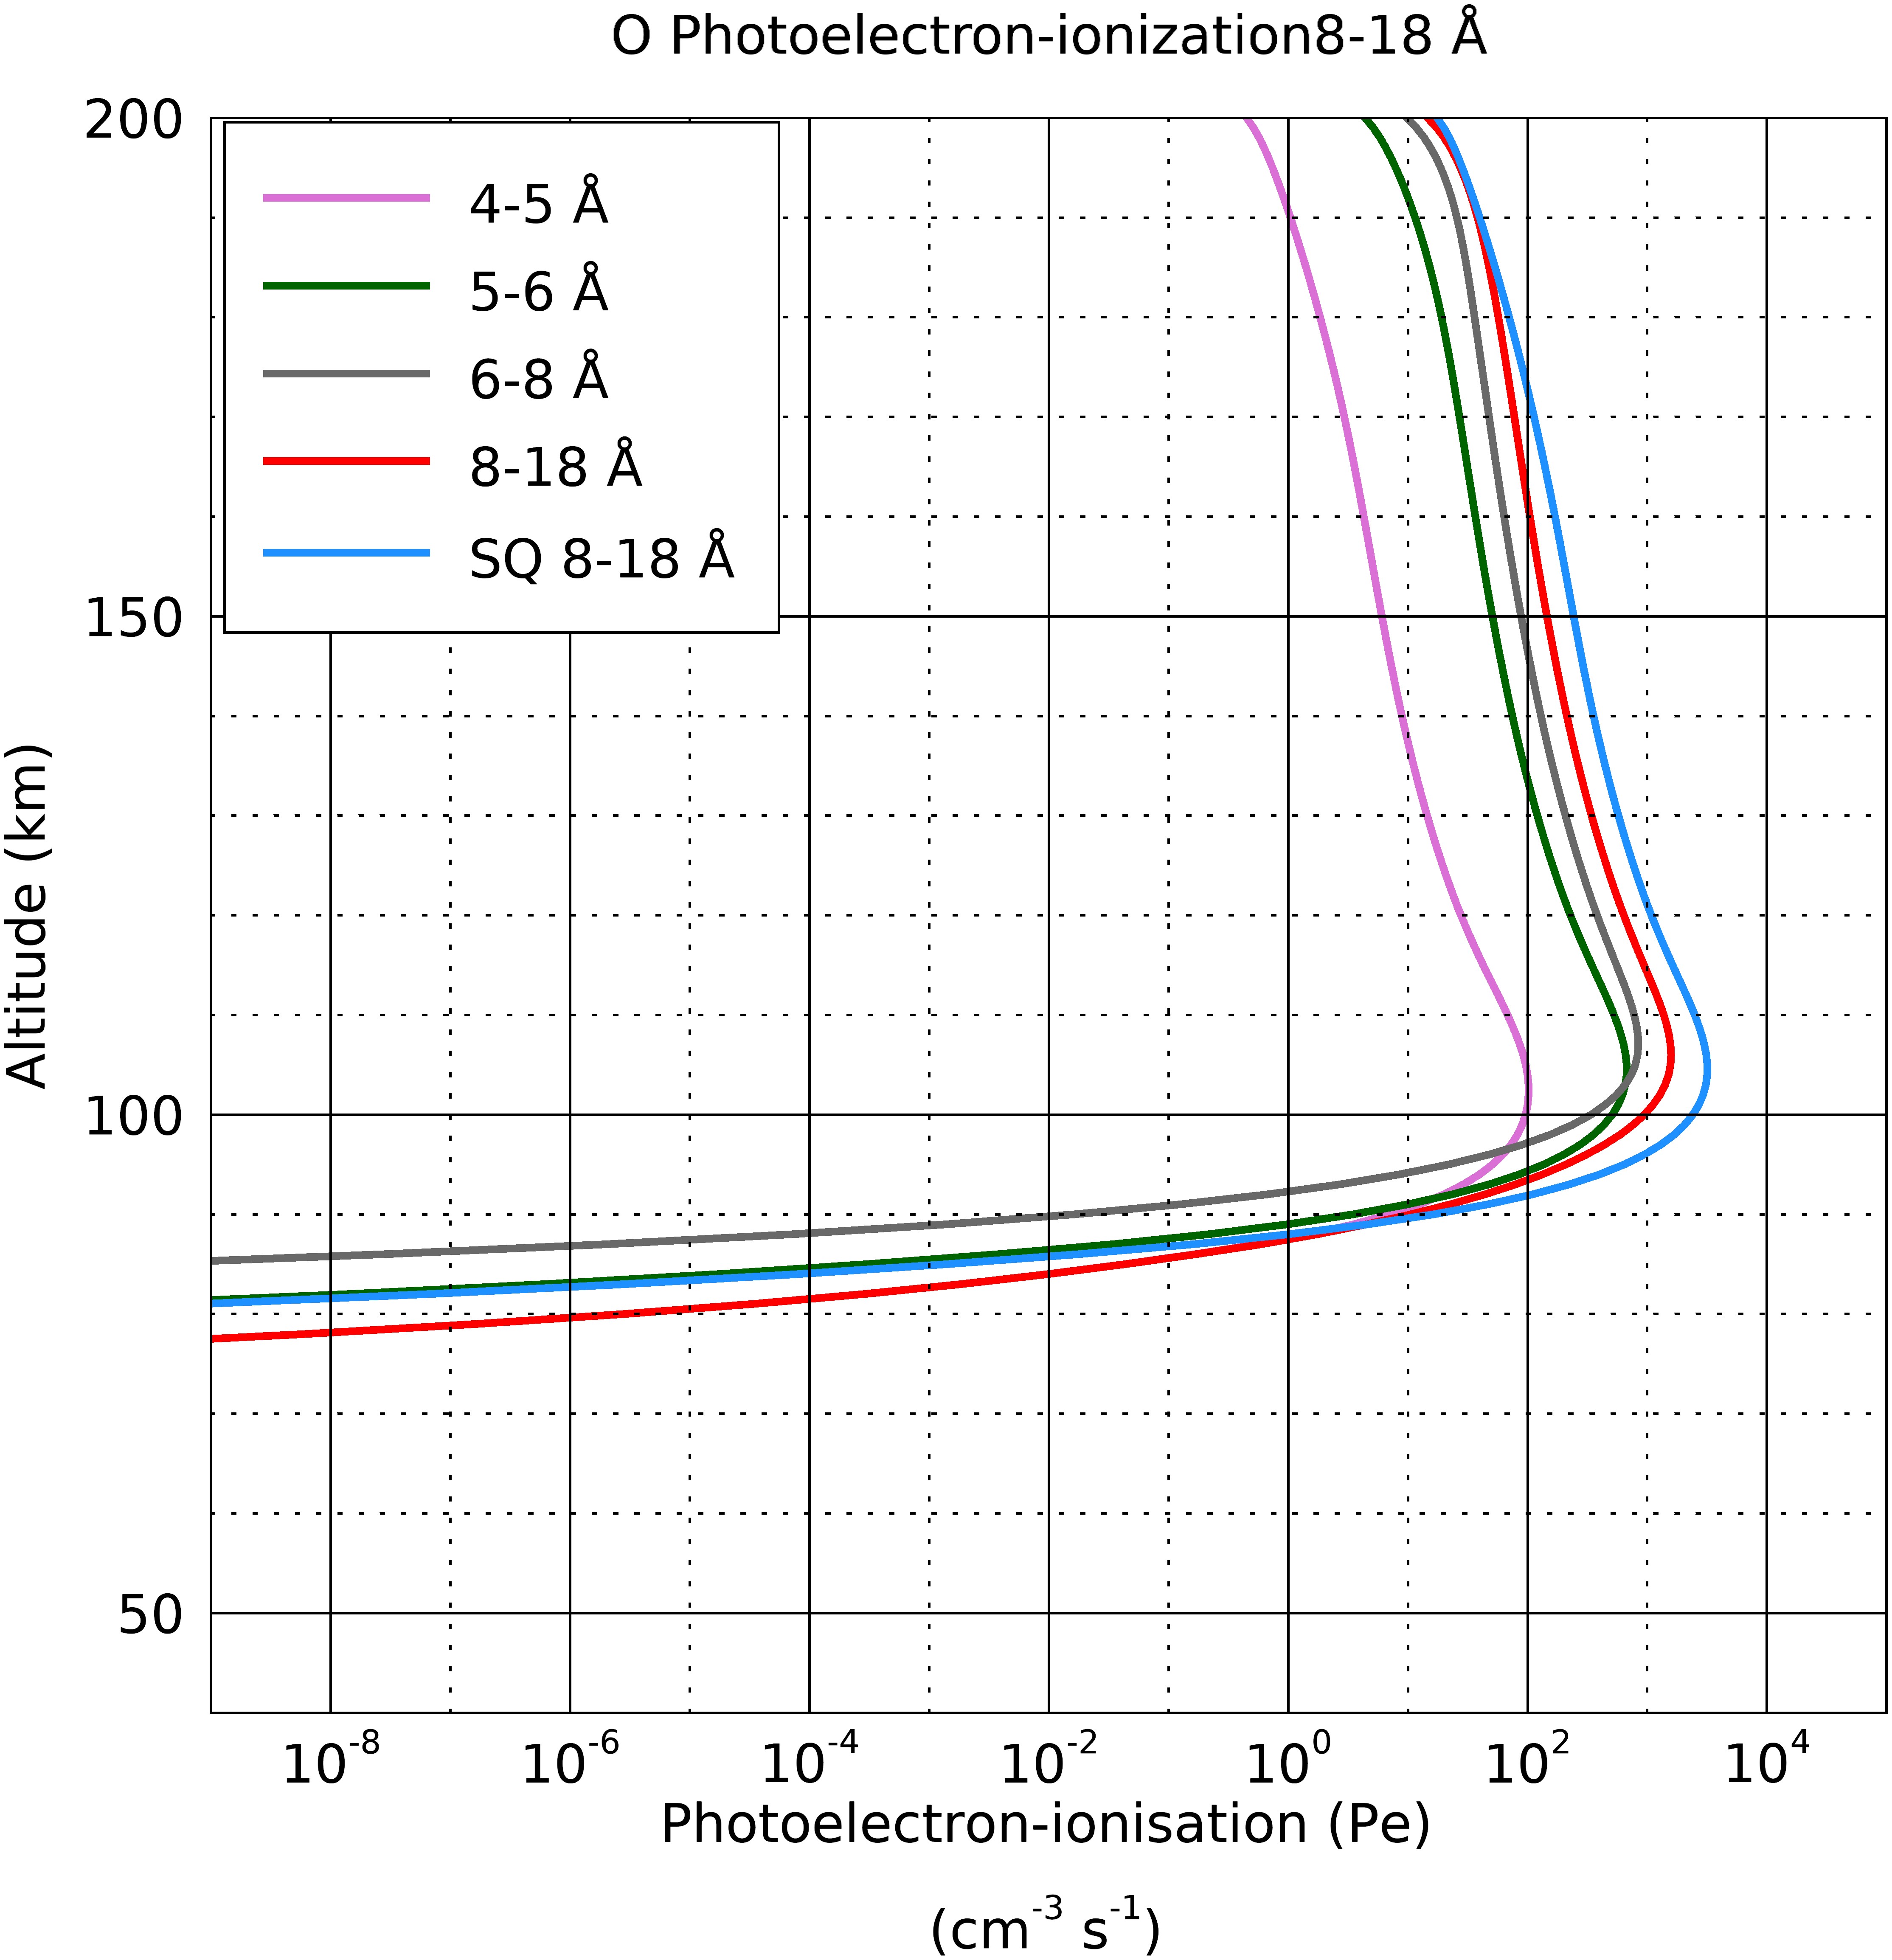 O Photoelectron-ionization8-18 Å
200
150
100
50
Altitude (km)
4-5 Å
5-6 Å
6-8 Å
8-18 Å
SQ 8-18 Å
10⁻⁸ 10⁻⁶ 10⁻⁴ 10⁻² 10⁰ 10² 10⁴
Photoelectron-ionisation (Pe)
(cm⁻³ s⁻¹)